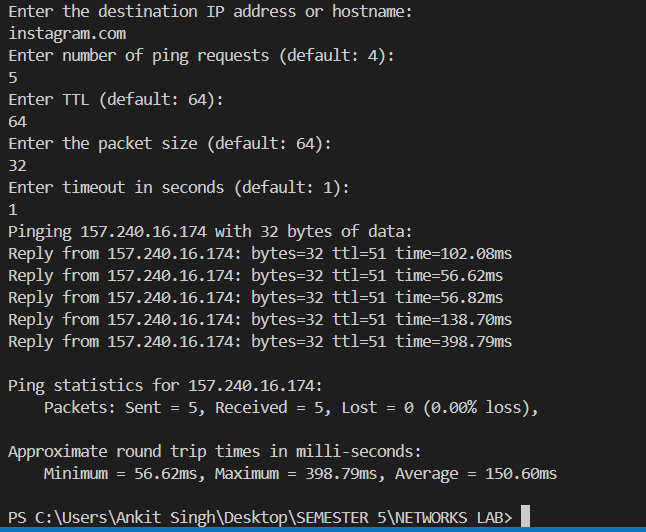 Enter the destination IP address or hostname:
instagram.com
Enter number of ping requests (default: 4):
5
Enter TTL (default: 64):
64
Enter the packet size (default: 64):
32
Enter timeout in seconds (default: 1):
1
Pinging 157.240.16.174 with 32 bytes of data:
Reply from 157.240.16.174: bytes=32 ttl=51 time=102.08ms
Reply from 157.240.16.174: bytes=32 ttl=51 time=56.62ms
Reply from 157.240.16.174: bytes=32 ttl=51 time=56.82ms
Reply from 157.240.16.174: bytes=32 ttl=51 time=138.70ms
Reply from 157.240.16.174: bytes=32 ttl=51 time=398.79ms

Ping statistics for 157.240.16.174:
    Packets: Sent = 5, Received = 5, Lost = 0 (0.00% loss),

Approximate round trip times in milli-seconds:
    Minimum = 56.62ms, Maximum = 398.79ms, Average = 150.60ms

PS C:\Users\Ankit Singh\Desktop\SEMESTER 5\NETWORKS LAB>